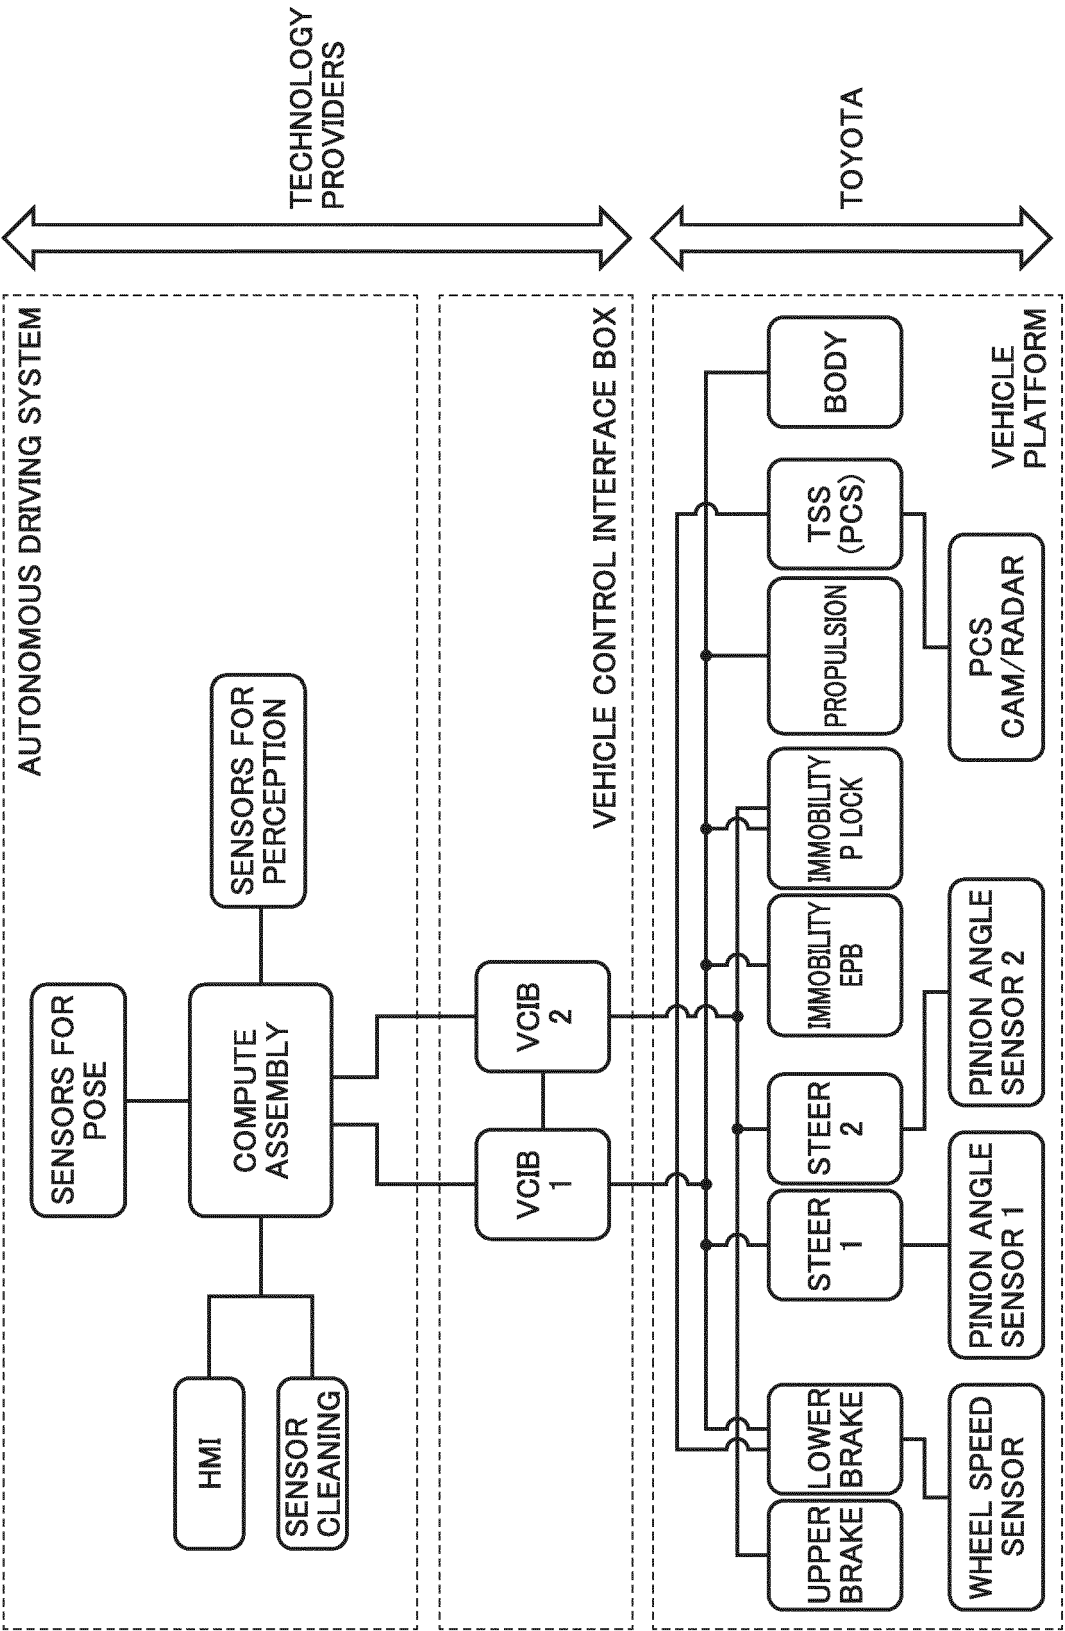 AUTONOMOUS DRIVING SYSTEM
SENSORS FOR
POSE
HMI
SENSOR
CLEANING
COMPUTE
ASSEMBLY
SENSORS FOR
PERCEPTION
TECHNOLOGY
PROVIDERS
VEHICLE CONTROL INTERFACE BOX
VCIB
1
VCIB
2
TOYOTA
UPPER
BRAKE
LOWER
BRAKE
STEER
1
STEER
2
IMMOBILITY
EPB
IMMOBILITY
P LOCK
PROPULSION
TSS
(PCS)
BODY
WHEEL SPEED
SENSOR
PINION ANGLE
SENSOR 1
PINION ANGLE
SENSOR 2
PCS
CAM/RADAR
VEHICLE
PLATFORM